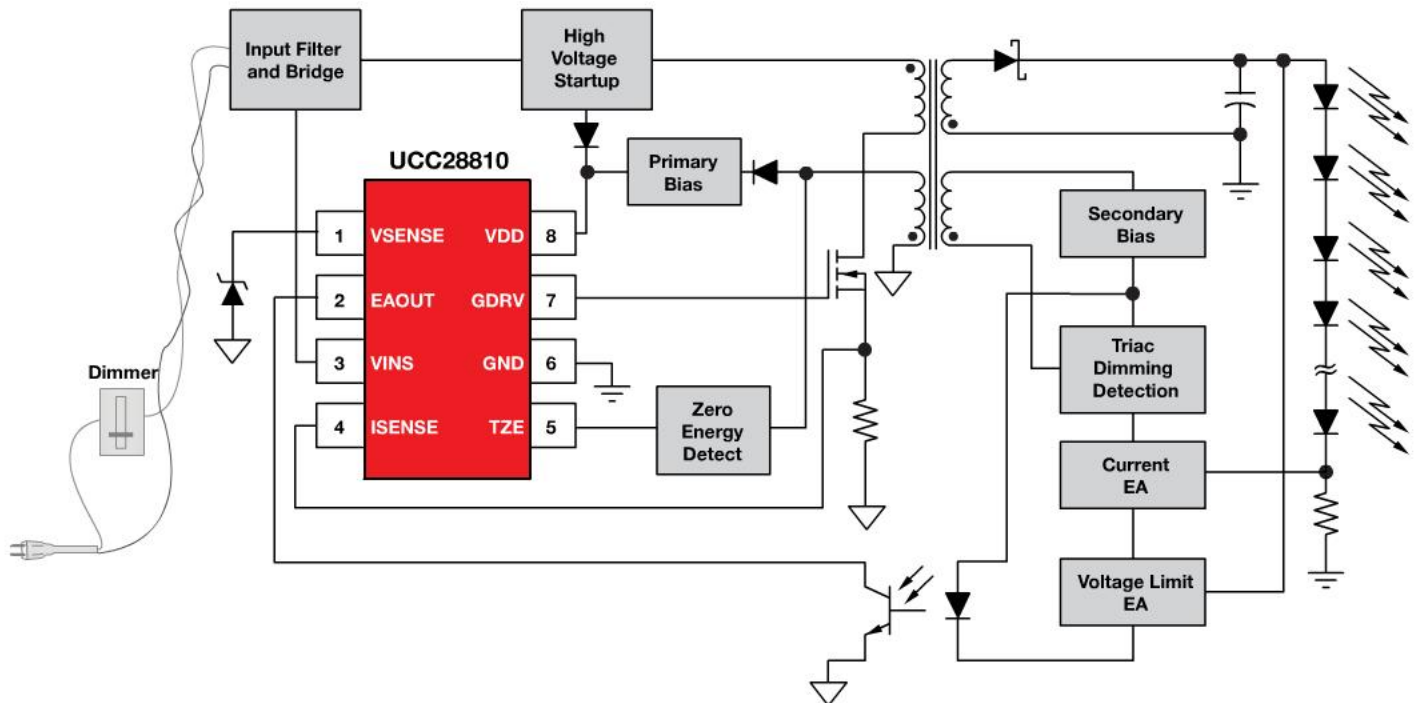 Input Filter
and Bridge
High
Voltage
Startup
UCC28810
Primary
Bias
1 VSENSE VDD 8
2 EAOUT GDRV 7
3 VINS GND 6
4 ISENSE TZE 5
Zero
Energy
Detect
Dimmer
Secondary
Bias
Triac
Dimming
Detection
Current
EA
Voltage Limit
EA